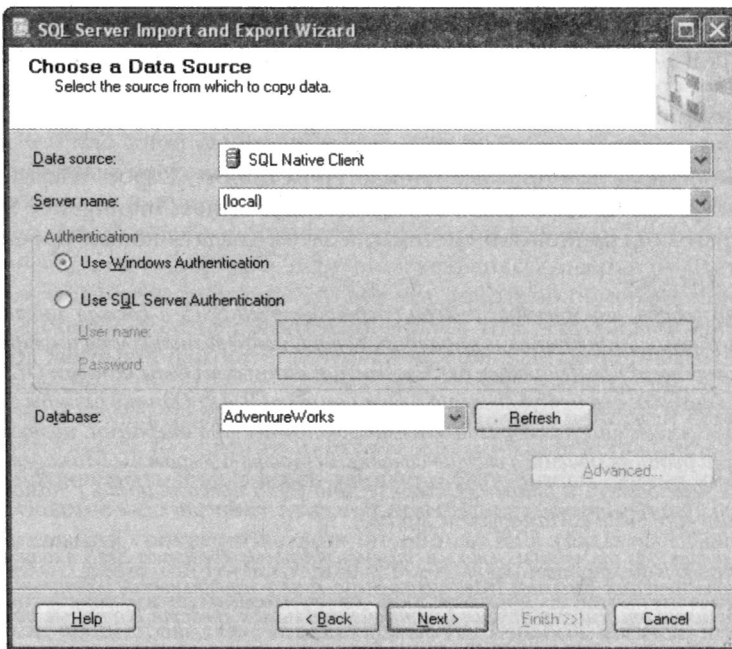 SQL Server Import and Export Wizard
Choose a Data Source
Select the source from which to copy data.
Data source: SQL Native Client
Server name: (local)
Authentication
Use Windows Authentication
Use SQL Server Authentication
User name:
Password
Database: AdventureWorks Refresh
Advanced...
Help < Back Next > Finish >>| Cancel